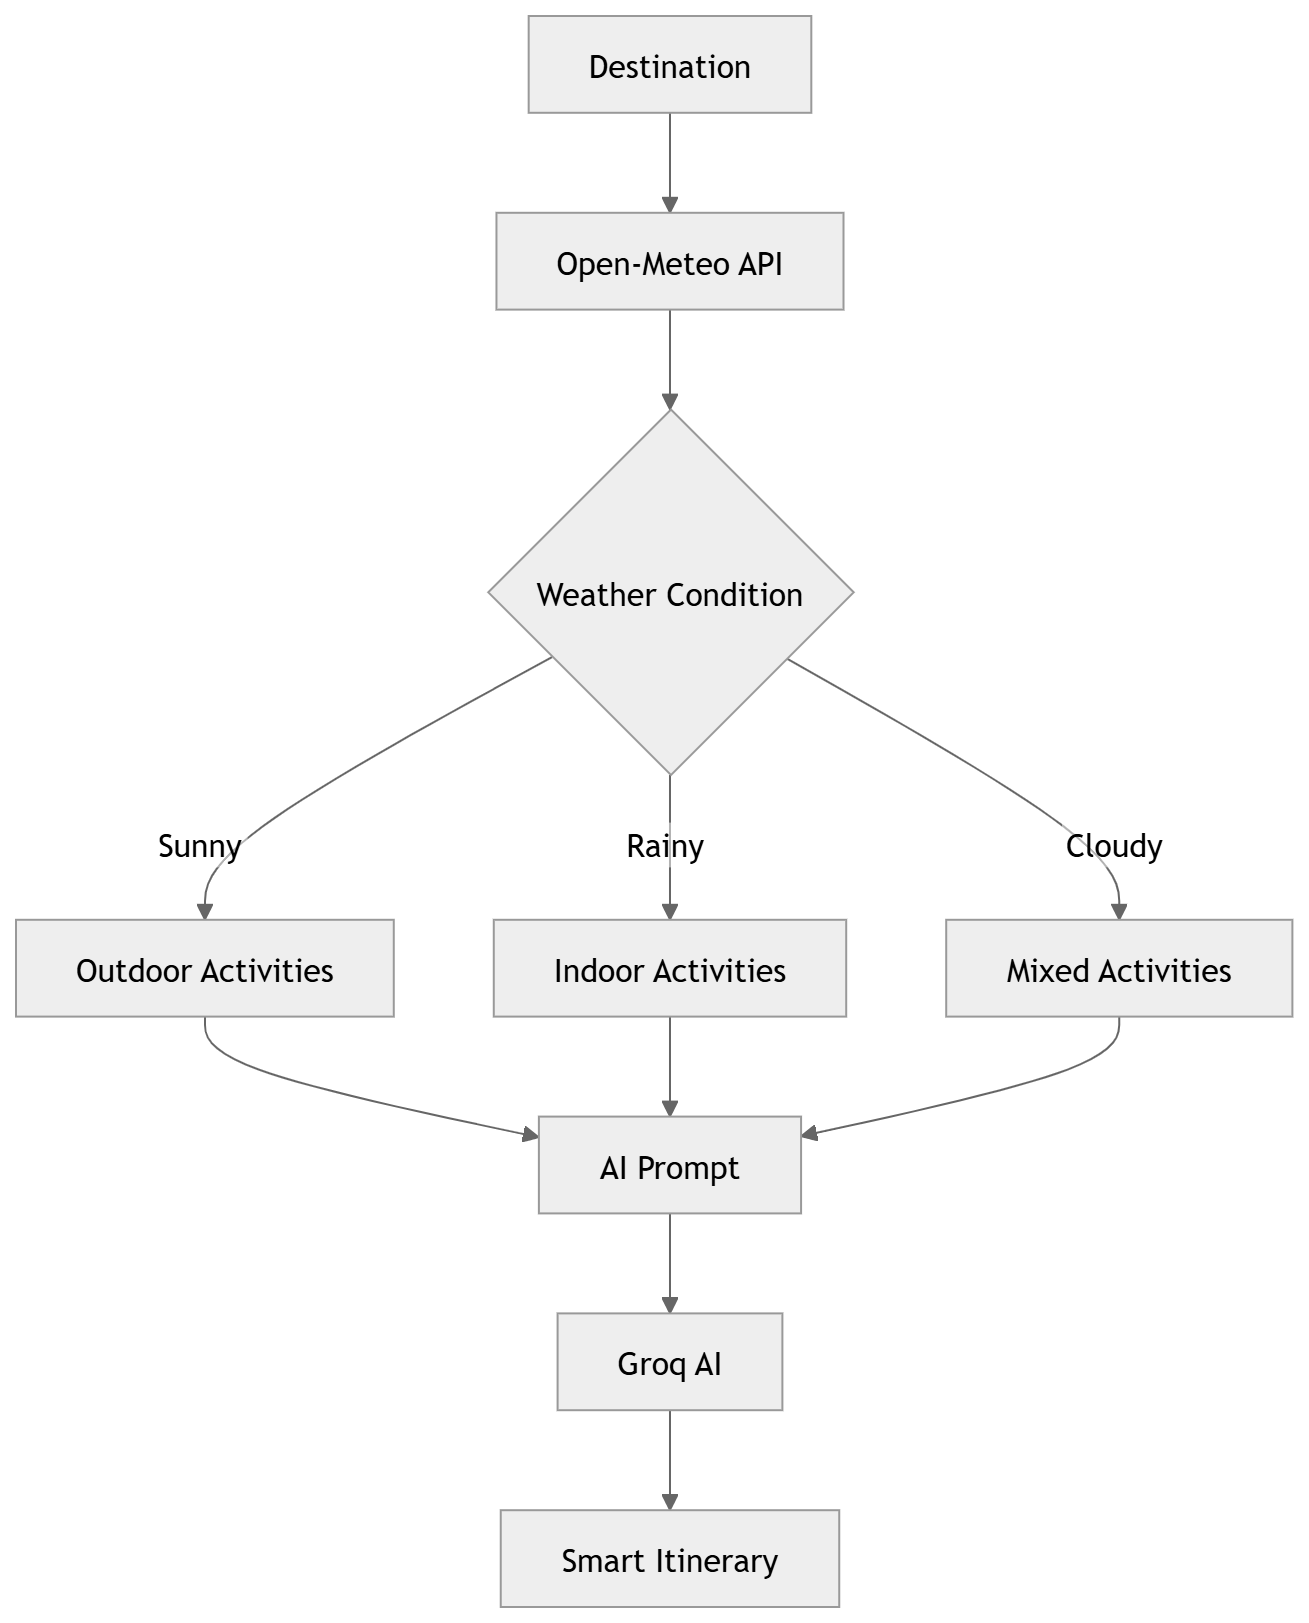 Destination
Open-Meteo API
Weather Condition
Sunny
Rainy
Cloudy
Outdoor Activities
Indoor Activities
Mixed Activities
AI Prompt
Groq AI
Smart Itinerary